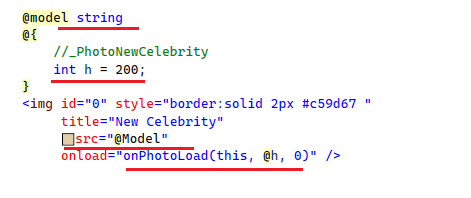 @model string
@{
//_PhotoNewCelebrity
int h = 200;
}
<img id="0" style="border:solid 2px #c59d67 "
title="New Celebrity"
src="@Model"
onload="onPhotoLoad(this, @h, 0)" />